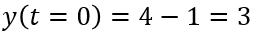 y(t = 0) = 4 − 1 = 3